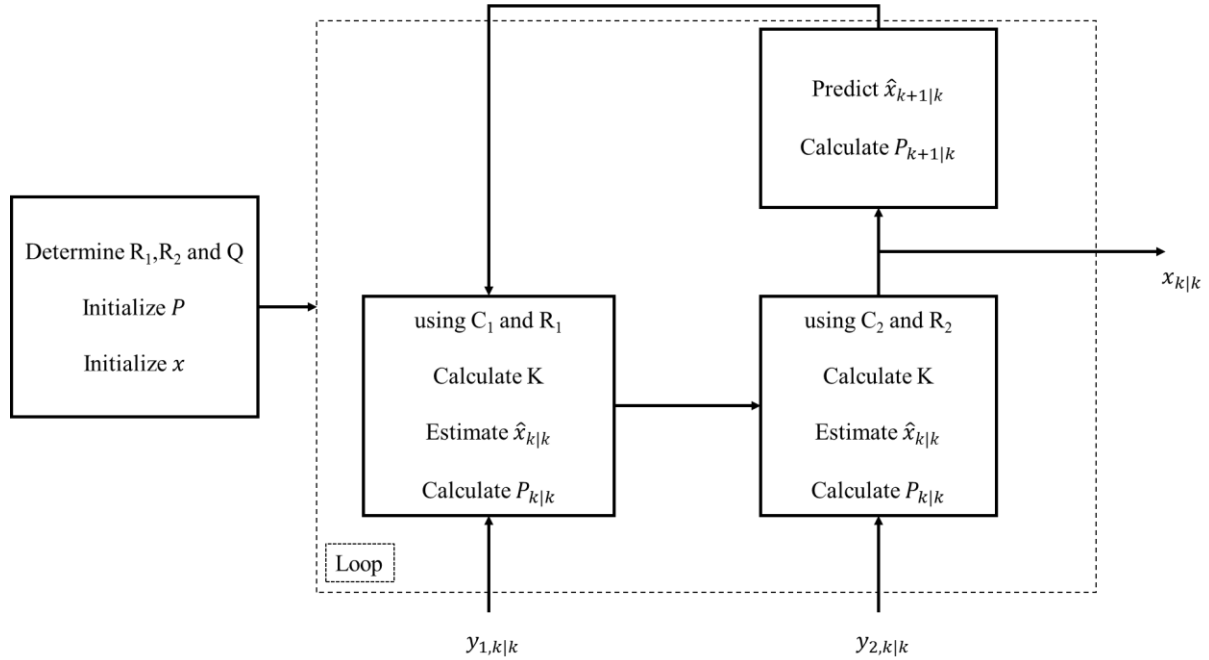 Predict x̂ₖ₊₁|ₖ
Calculate Pₖ₊₁|ₖ
Determine R₁,R₂ and Q
Initialize P
Initialize x
using C₁ and R₁
Calculate K
Estimate x̂ₖ|ₖ
Calculate Pₖ|ₖ
using C₂ and R₂
Calculate K
Estimate x̂ₖ|ₖ
Calculate Pₖ|ₖ
xₖ|ₖ
Loop
y₁,ₖ|ₖ
y₂,ₖ|ₖ